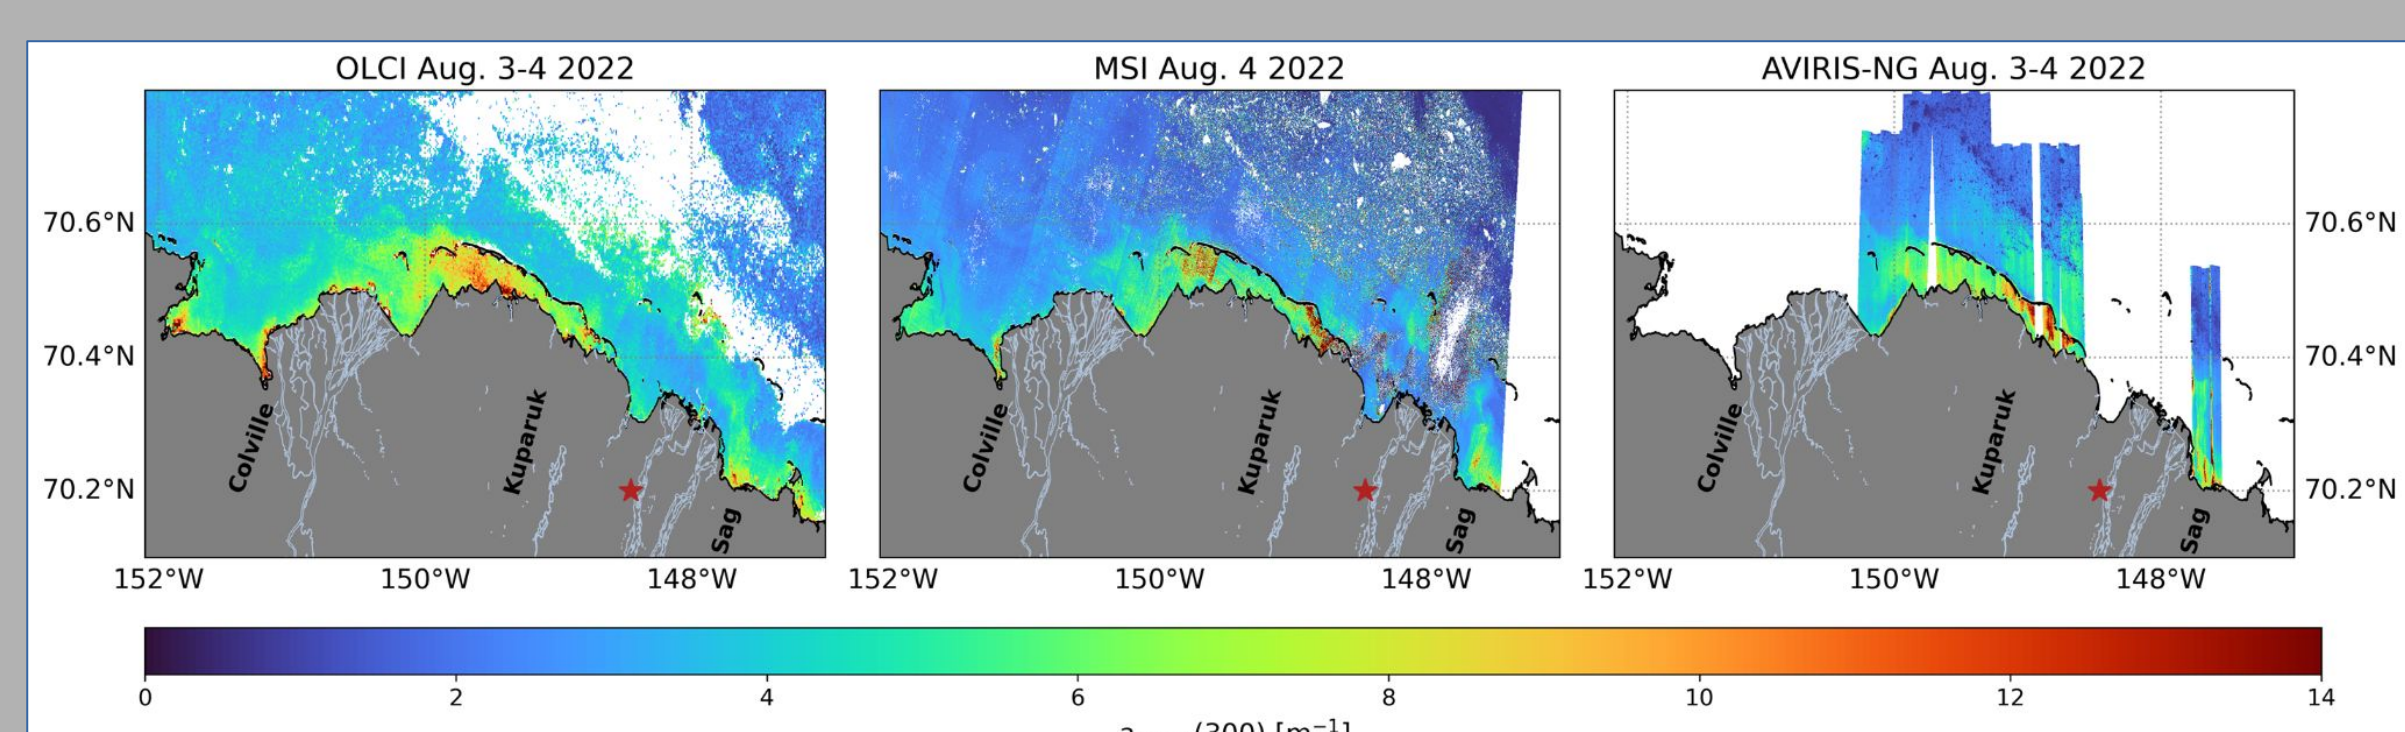 OLCI Aug. 3-4 2022
MSI Aug. 4 2022
AVIRIS-NG Aug. 3-4 2022
70.6°N
70.4°N
70.2°N
Colville
Kuparuk
Sag
Colville
Kuparuk
Sag
Colville
Kuparuk
Sag
70.6°N
70.4°N
70.2°N
152°W 150°W 148°W
152°W 150°W 148°W
152°W 150°W 148°W
0 2 4 6 8 10 12 14
(300) [m⁻¹]